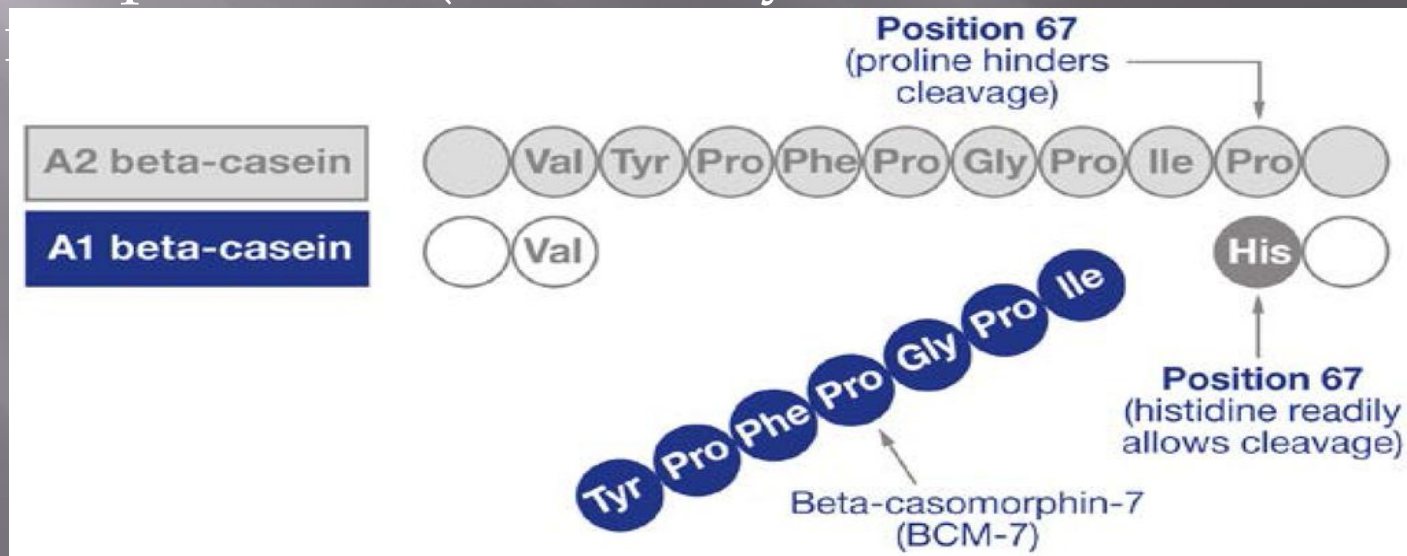 Position 67
(proline hinders
cleavage)
A2 beta-casein
Val Tyr Pro Phe Pro Gly Pro Ile Pro
A1 beta-casein
Val His
Tyr Pro Phe Pro Gly Pro Ile
Position 67
(histidine readily
allows cleavage)
Beta-casomorphin-7
(BCM-7)